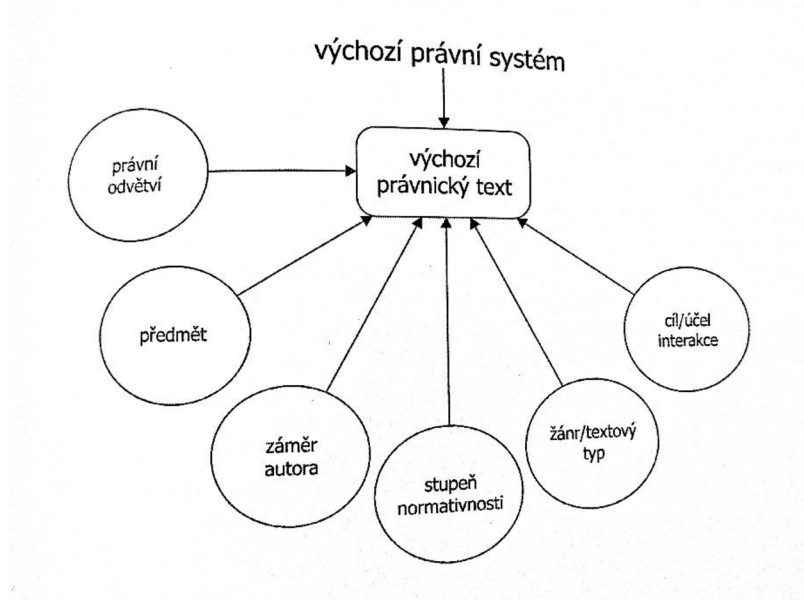 výchozí právní systém
výchozí
právnický text
právní
odvětví
předmět
záměr
autora
stupeň
normativnosti
žánr/textový
typ
cíl/účel
interakce